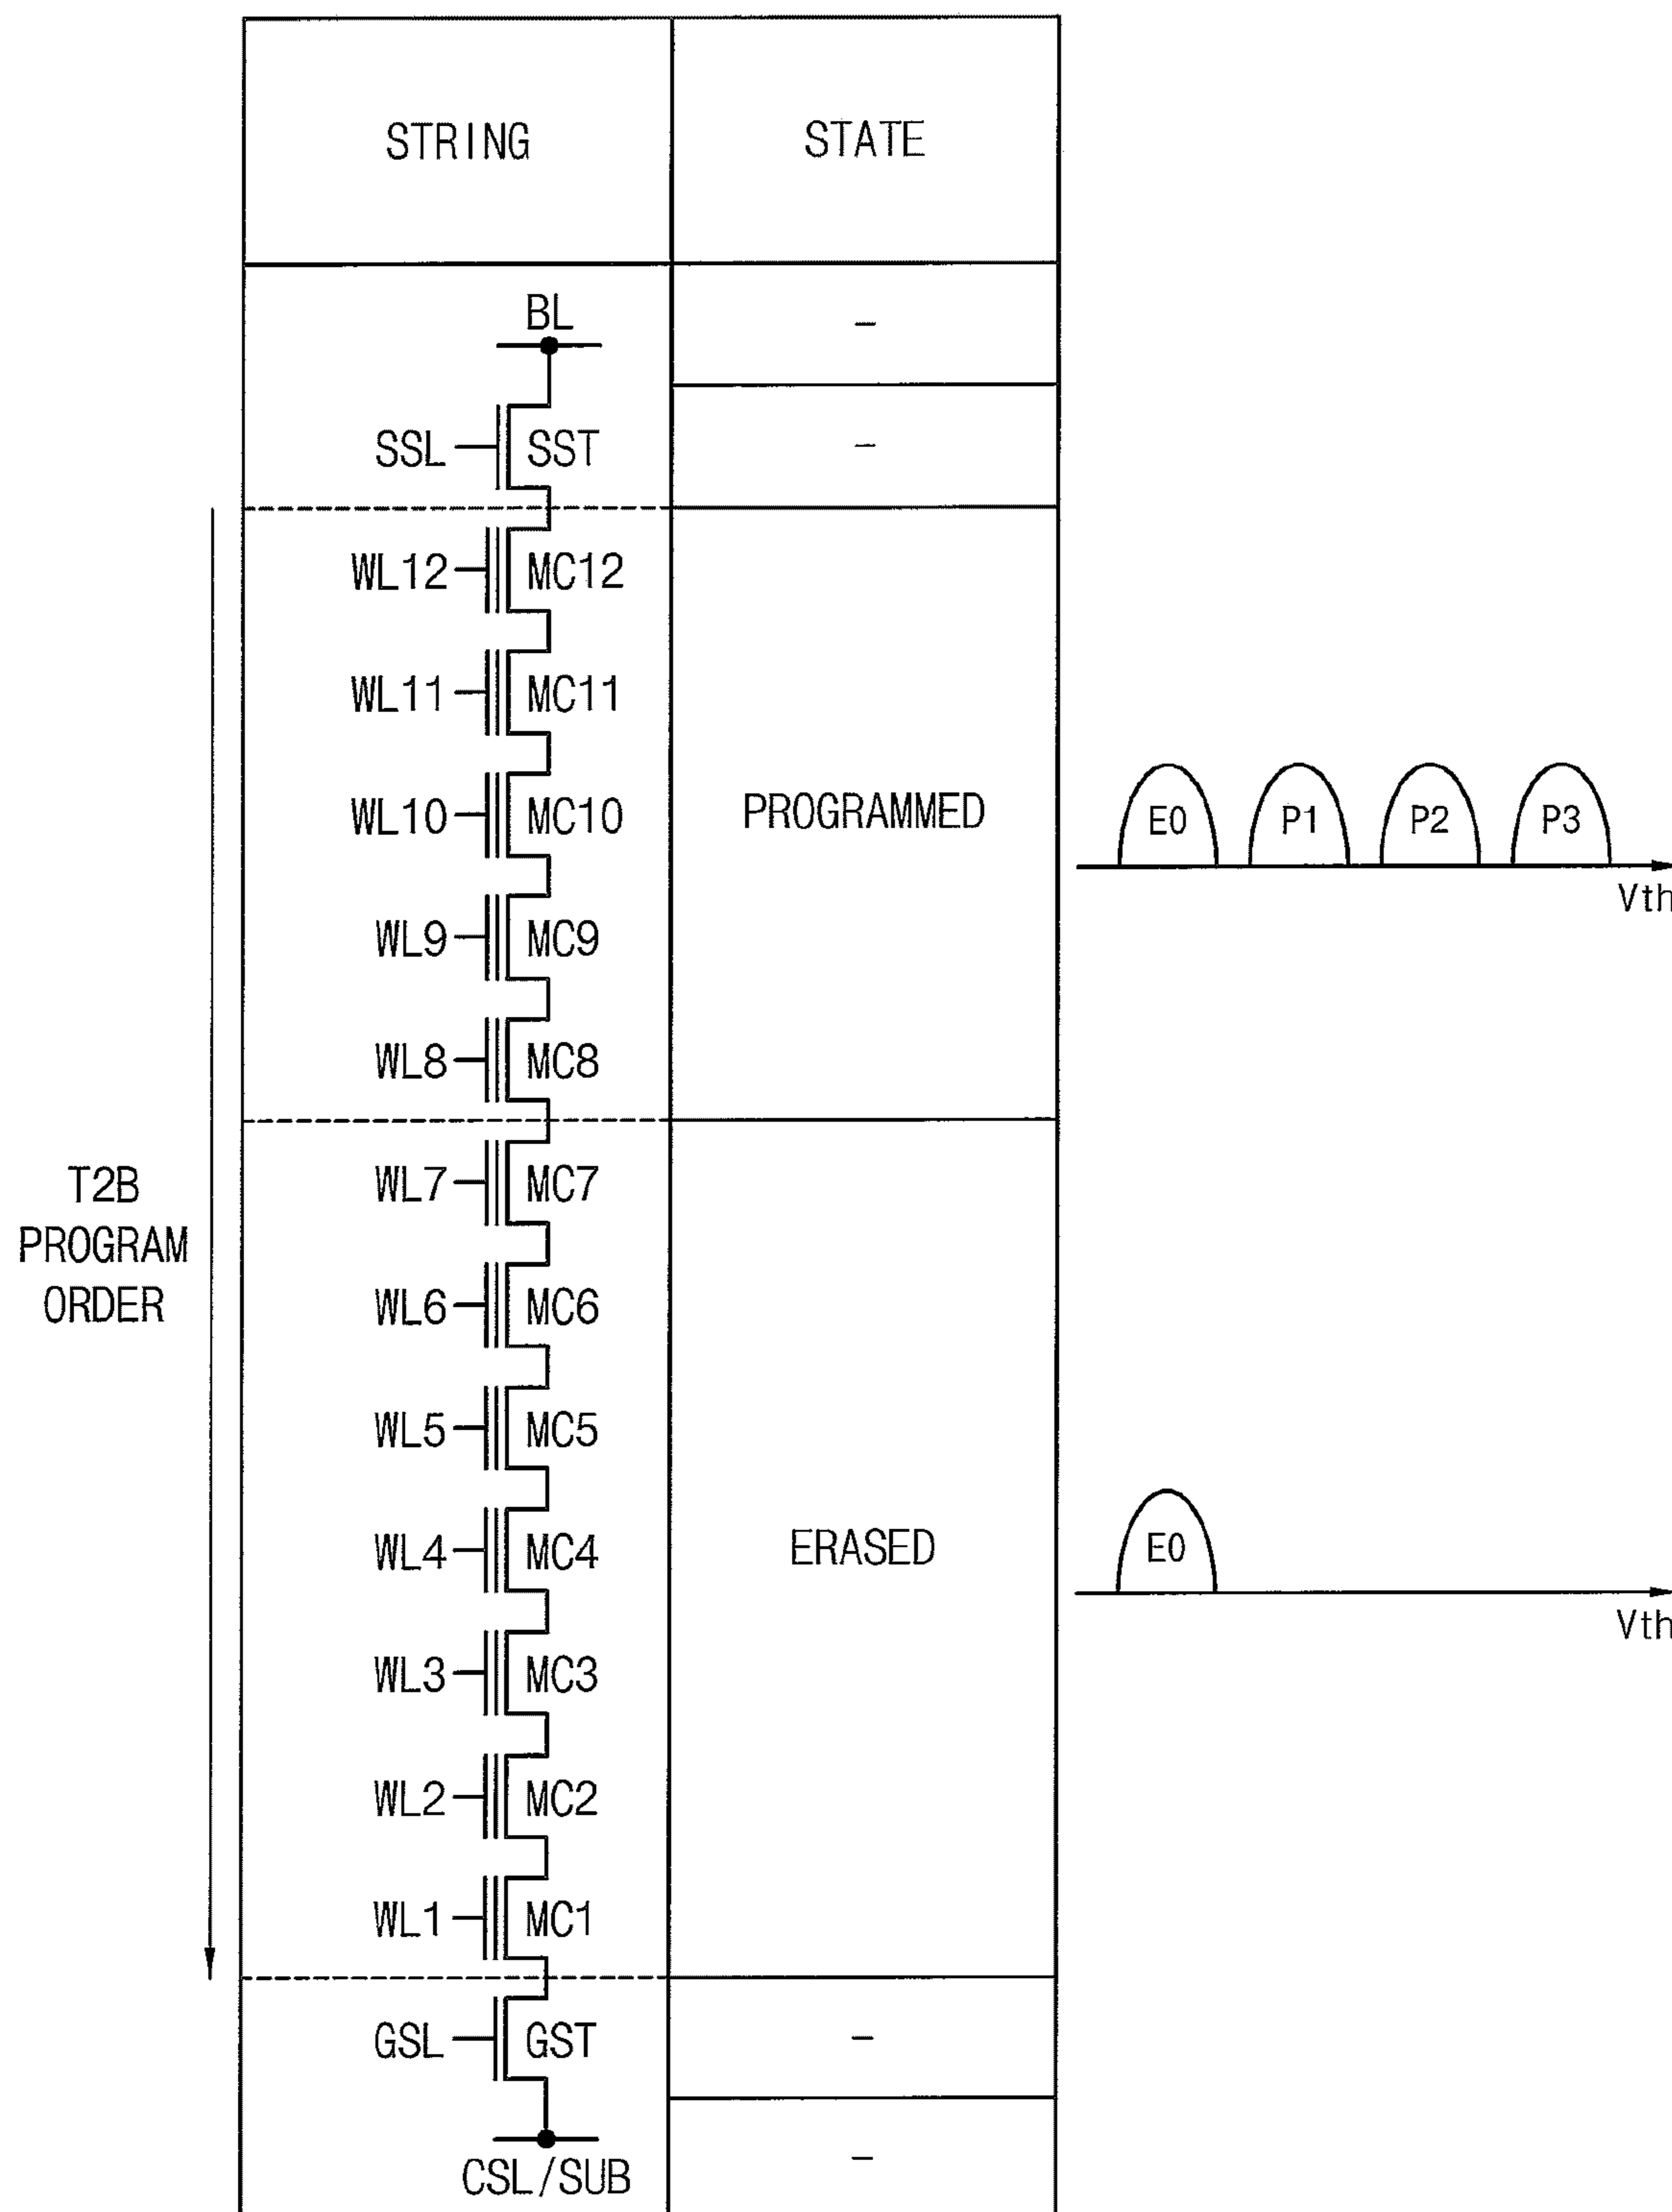 STRING STATE
BL -
SSL SST -
WL12 MC12
WL11 MC11
WL10 MC10 PROGRAMMED E0 P1 P2 P3
Vth
WL9 MC9
WL8 MC8
WL7 MC7
T2B
PROGRAM
ORDER
WL6 MC6
WL5 MC5
WL4 MC4 ERASED E0
Vth
WL3 MC3
WL2 MC2
WL1 MC1
GSL GST -
CSL/SUB -